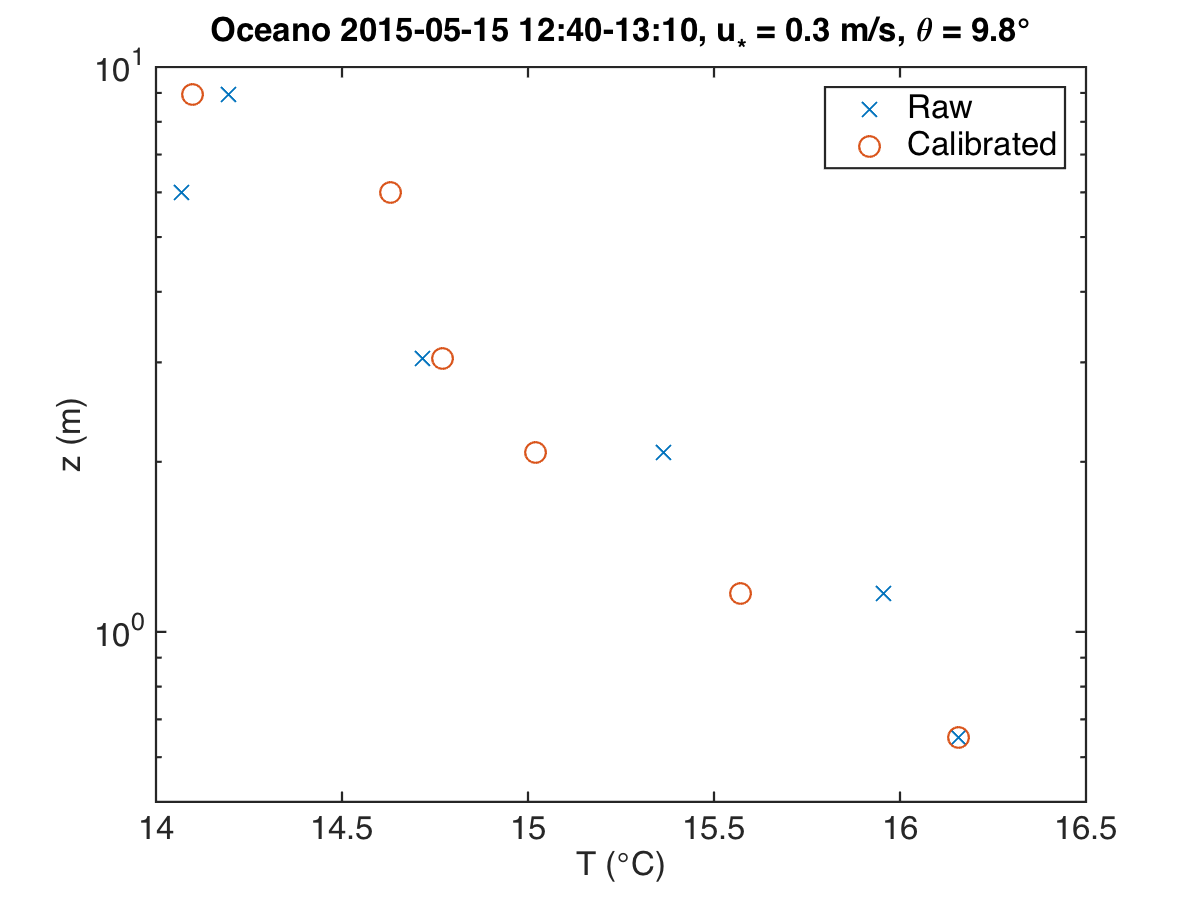 Oceano 2015-05-15 12:40-13:10, u* = 0.3 m/s, θ = 9.8°
10^1
Raw
Calibrated
z (m)
10^0
14 14.5 15 15.5 16 16.5
T (°C)